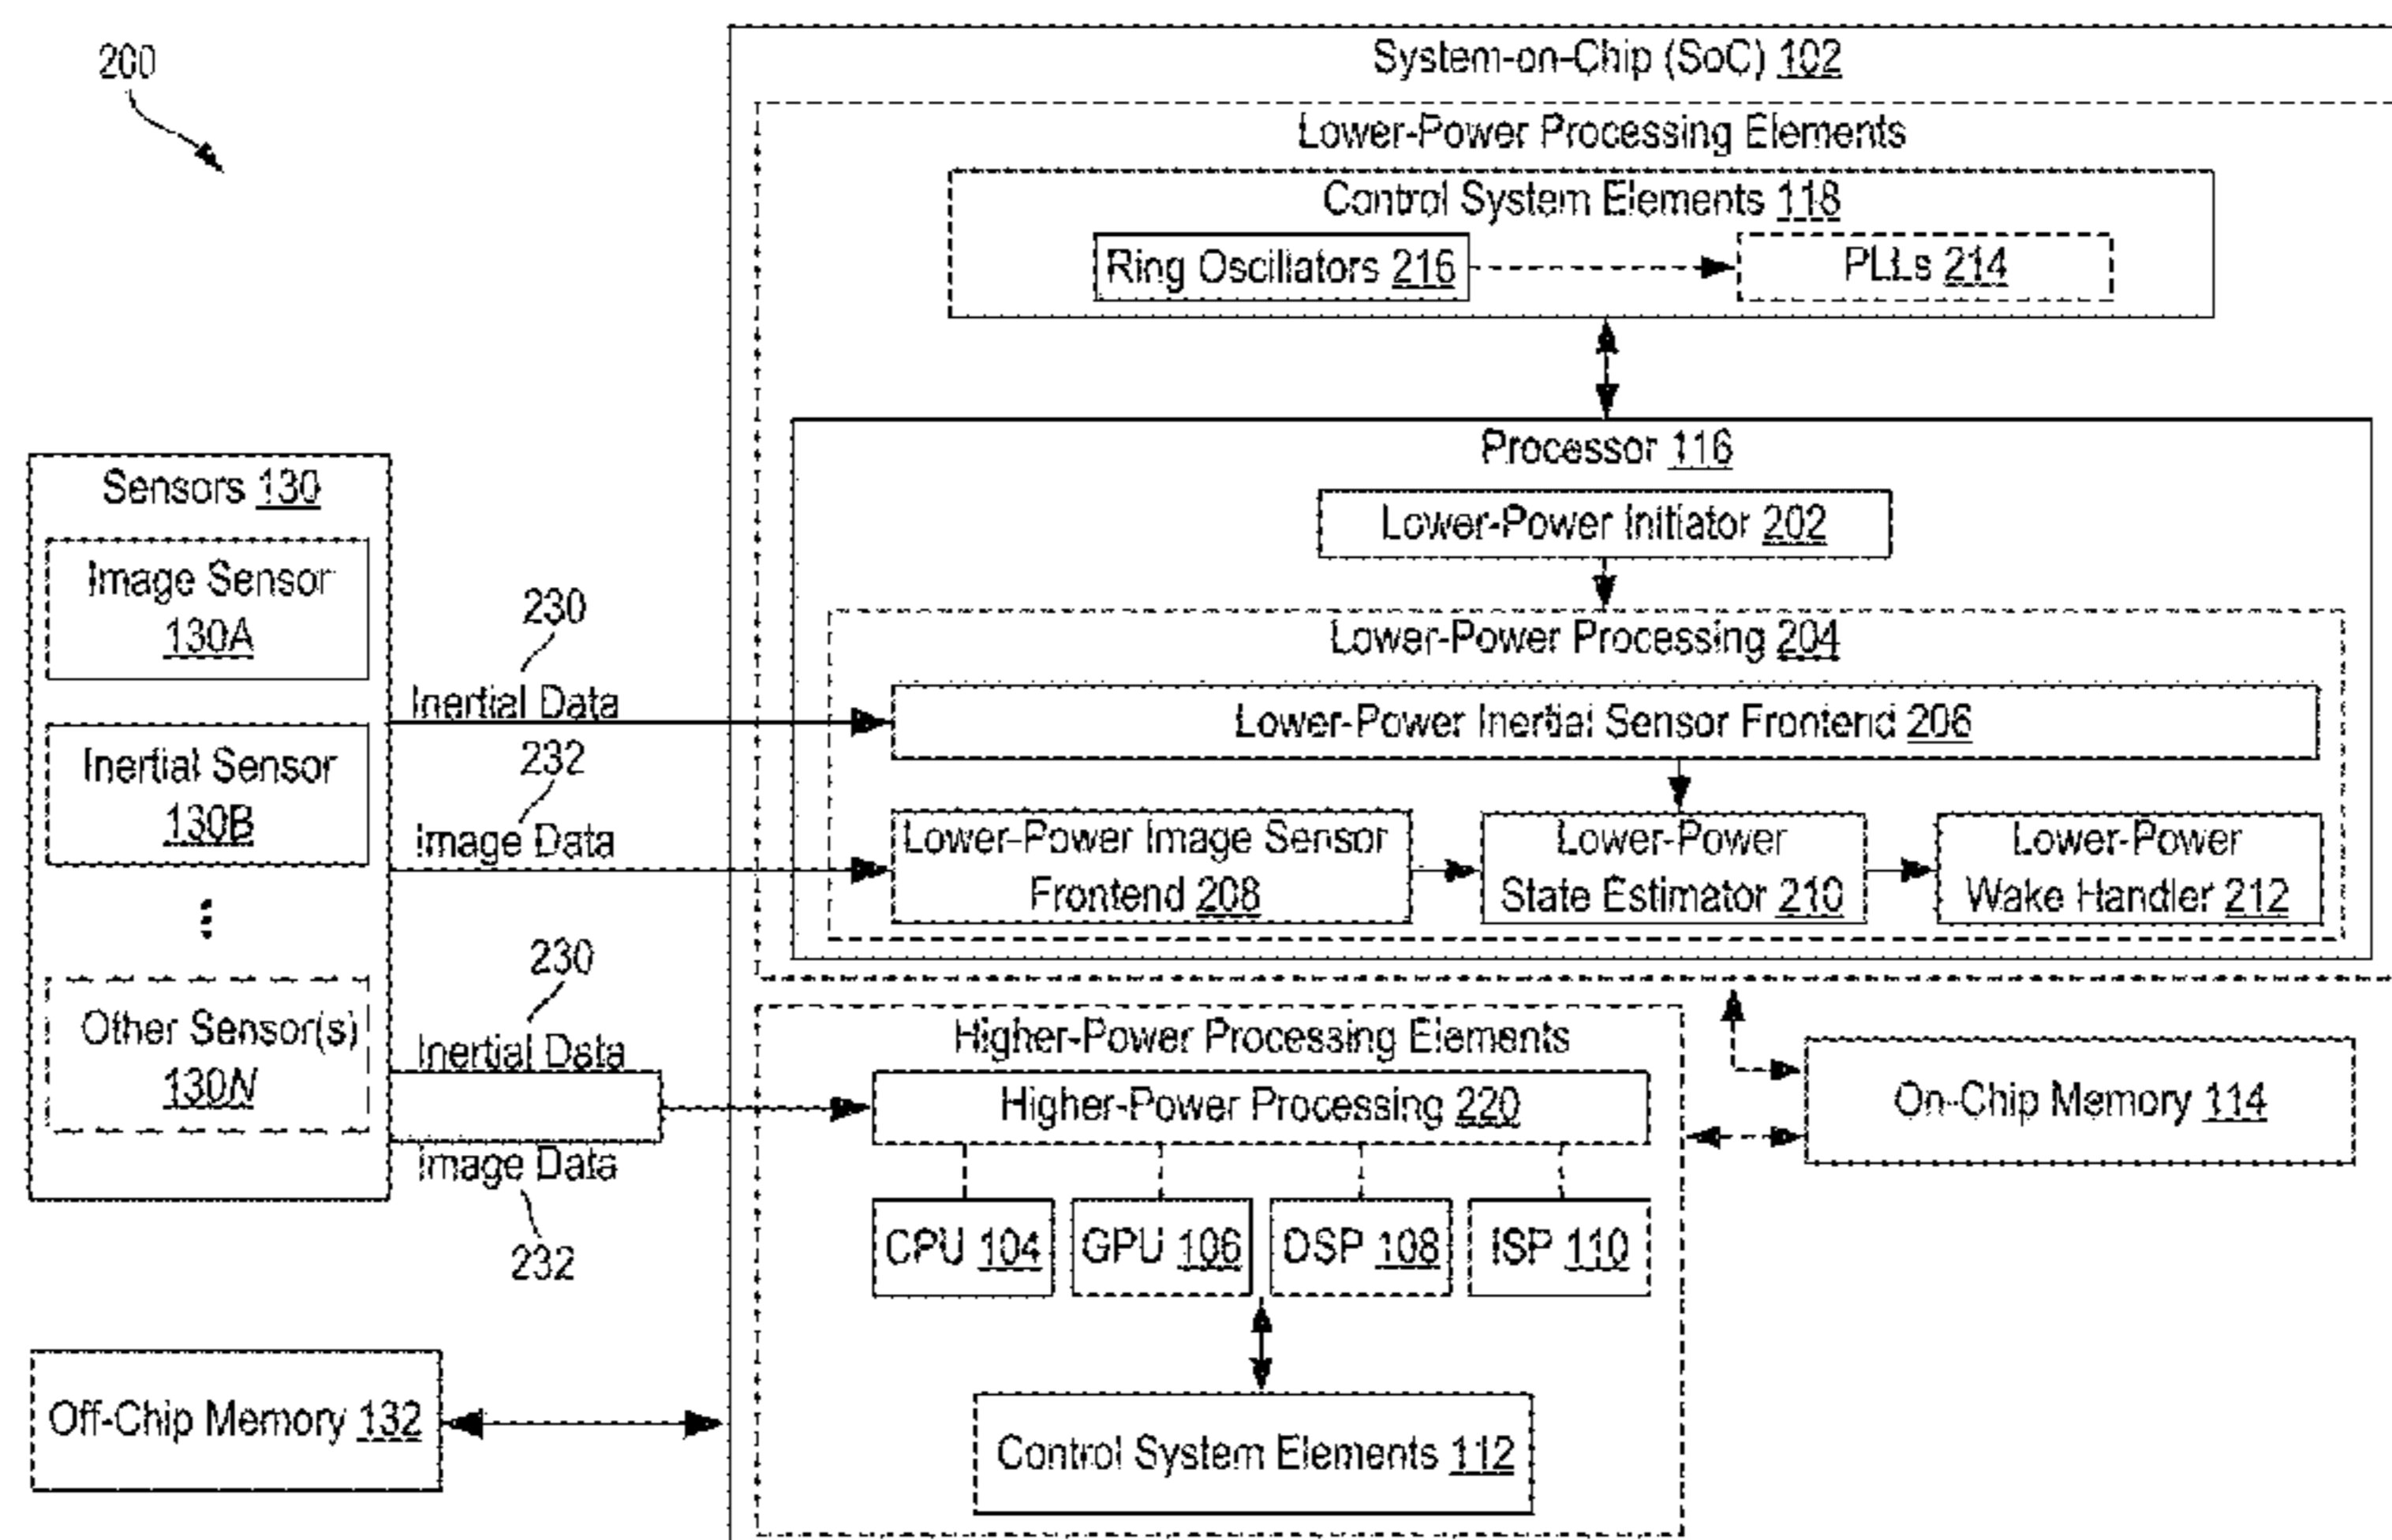 200
System-on-Chip (SoC) 102
Lower-Power Processing Elements
Control System Elements 118
Ring Oscillators 216
PLLs 214
Processor 116
Lower-Power Initiator 202
Lower-Power Processing 204
Lower-Power Inertial Sensor Frontend 206
Lower-Power Image Sensor
Frontend 208
Lower-Power
State Estimator 210
Lower-Power
Wake Handler 212
Sensors 130
Image Sensor
130A
Inertial Sensor
130B
Other Sensor(s)
130N
230
Inertial Data
232
Image Data
230
Inertial Data
Image Data
232
Higher-Power Processing Elements
Higher-Power Processing 220
CPU 104
GPU 106
DSP 108
ISP 110
Control System Elements 112
On-Chip Memory 114
Off-Chip Memory 132